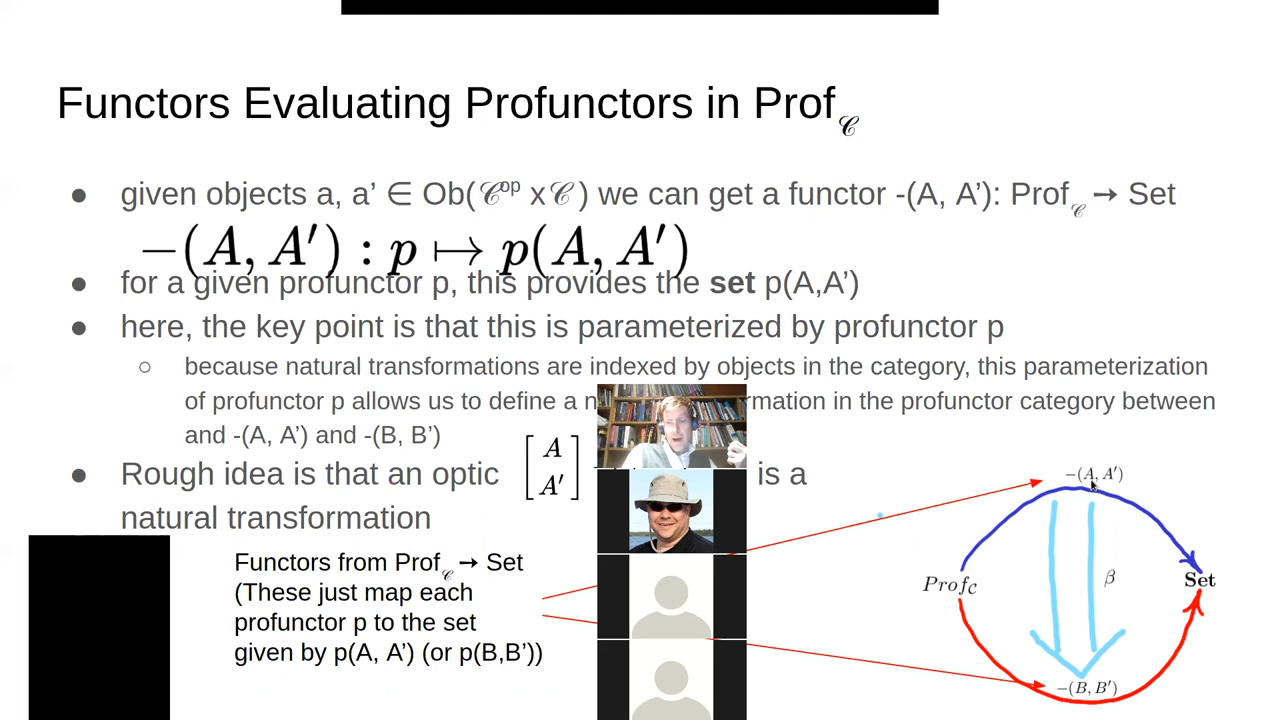 Functors Evaluating Profunctors in Prof𝒞
● given objects a, a’ ∈ Ob(𝒞op x𝒞 ) we can get a functor -(A, A’): Prof𝒞 → Set
−(A, A′) : p ↦ p(A, A′)
● for a given profunctor p, this provides the set p(A,A’)
● here, the key point is that this is parameterized by profunctor p
○ because natural transformations are indexed by objects in the category, this parameterization
of profunctor p allows us to define a in the profunctor category between
and -(A, A’) and -(B, B’)
● Rough idea is that an optic [A A′] is a
natural transformation
Functors from Prof𝒞 → Set
(These just map each
profunctor p to the set
given by p(A, A’) (or p(B,B’))
−(A, A′)
Prof𝒞
β
Set
−(B, B′)